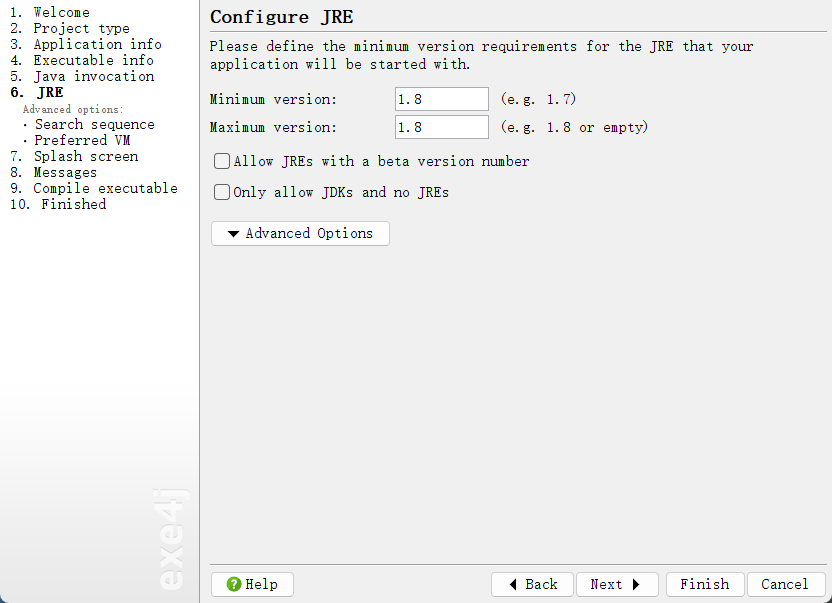 1. Welcome
2. Project type
3. Application info
4. Executable info
5. Java invocation
6. JRE
Advanced options:
· Search sequence
· Preferred VM
7. Splash screen
8. Messages
9. Compile executable
10. Finished
exe4j
Configure JRE
Please define the minimum version requirements for the JRE that your
application will be started with.
Minimum version: 1.8 (e.g. 1.7)
Maximum version: 1.8 (e.g. 1.8 or empty)
Allow JREs with a beta version number
Only allow JDKs and no JREs
Advanced Options
Help Back Next Finish Cancel